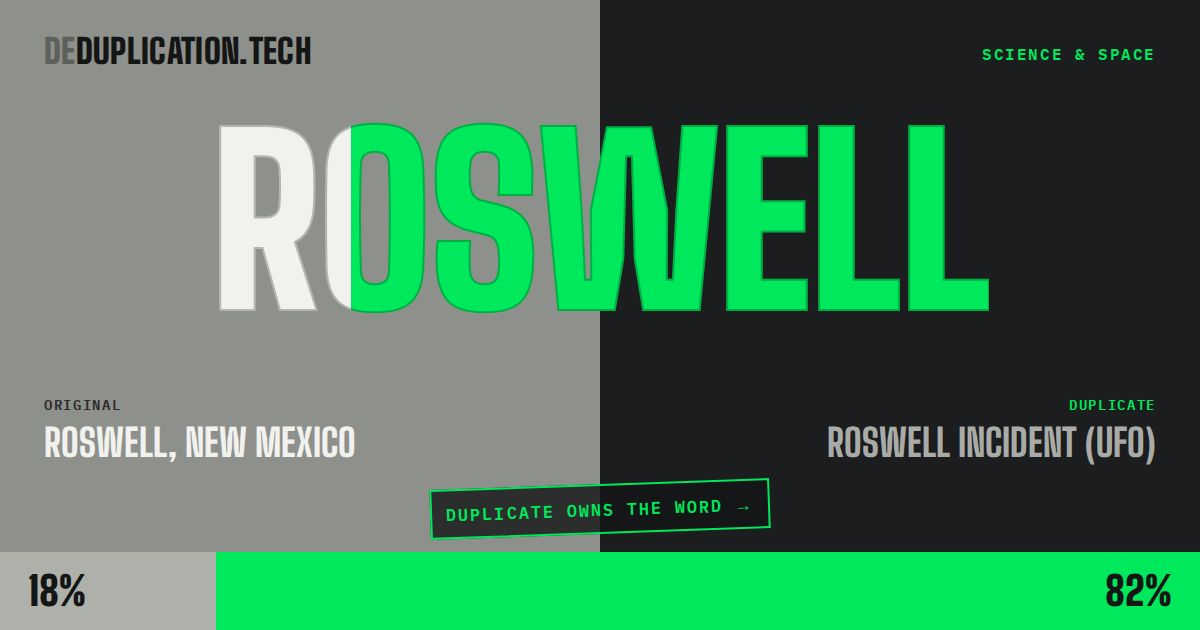 DEDUPLICATION.TECH
SCIENCE & SPACE
ROSWELL
ORIGINAL
ROSWELL, NEW MEXICO
DUPLICATE
ROSWELL INCIDENT (UFO)
DUPLICATE OWNS THE WORD →
18%
82%